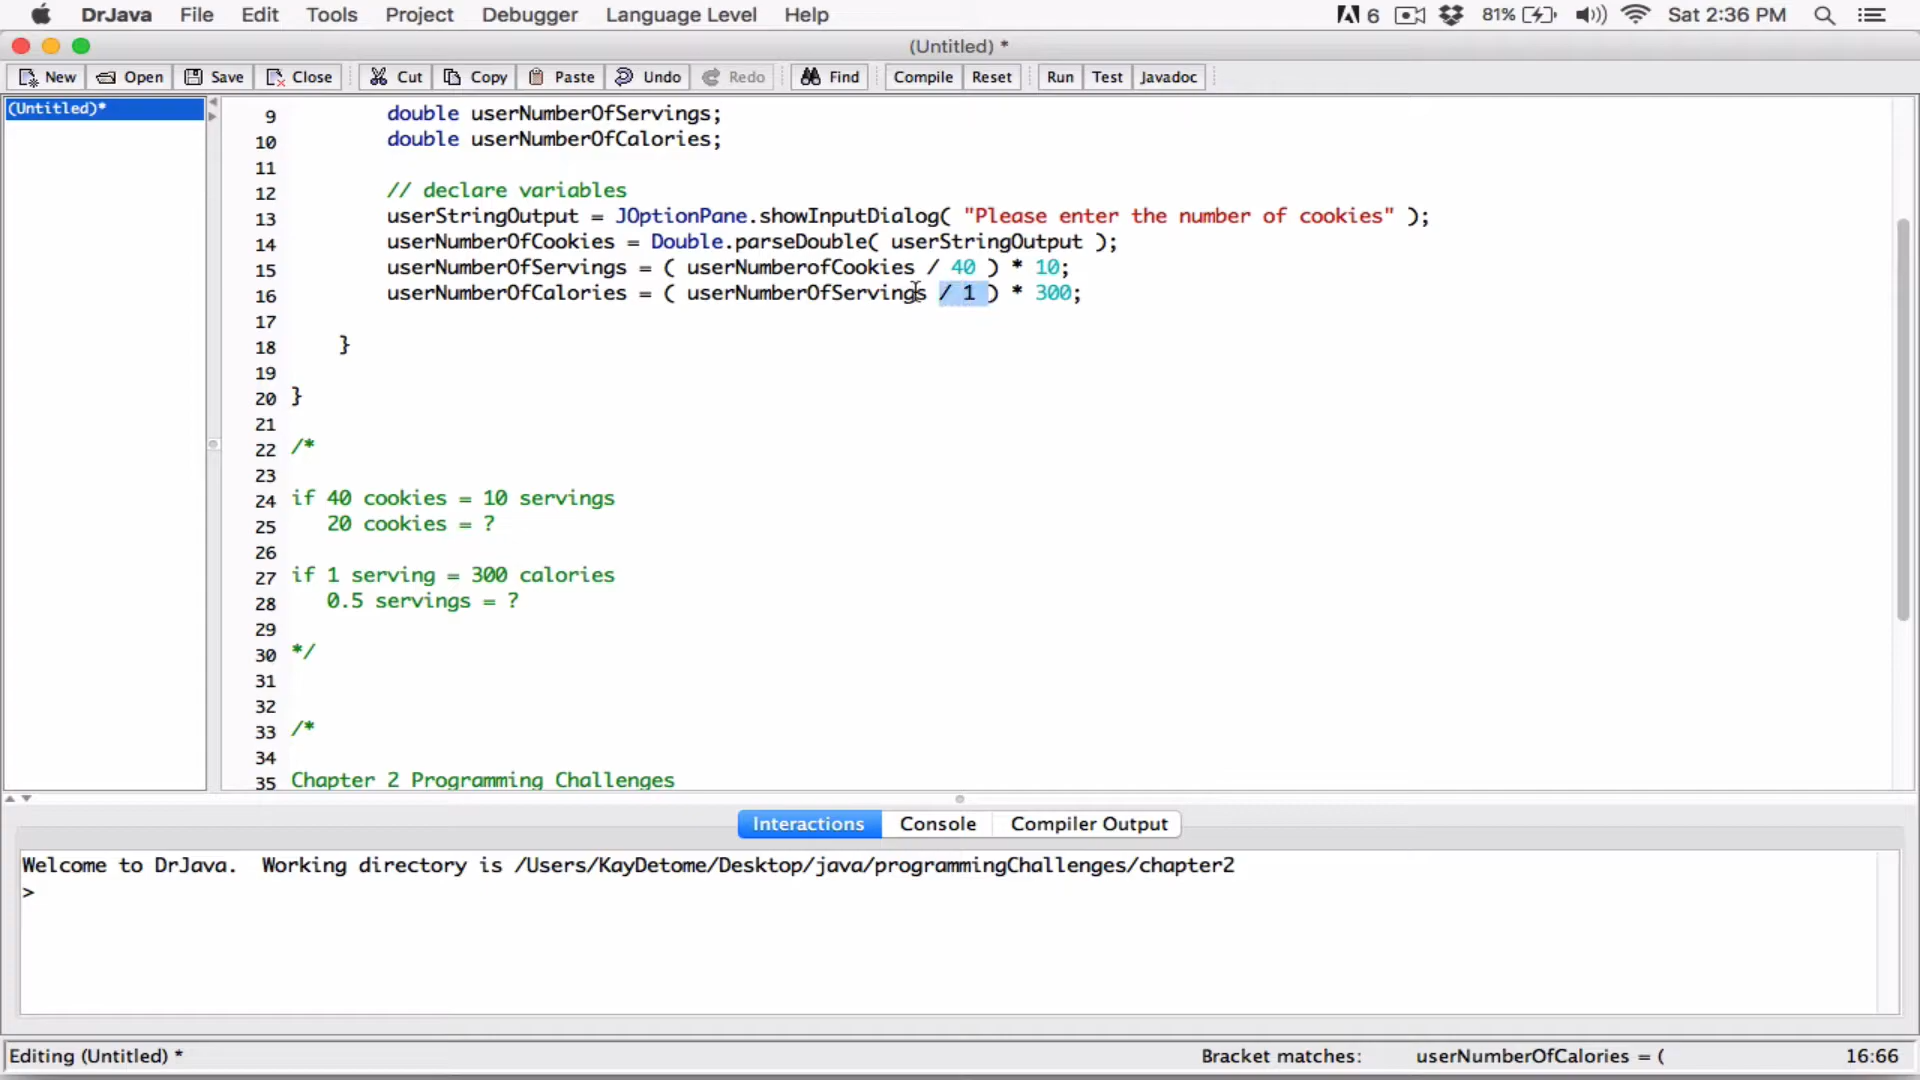 DrJava File Edit Tools Project Debugger Language Level Help 6 81% Sat 2:36 PM
(Untitled) *
New Open Save Close Cut Copy Paste Undo Redo Find Compile Reset Run Test Javadoc
(Untitled)*
9 double userNumberOfServings;
10 double userNumberOfCalories;
11
12 // declare variables
13 userStringOutput = JOptionPane.showInputDialog( "Please enter the number of cookies" );
14 userNumberOfCookies = Double.parseDouble( userStringOutput );
15 userNumberOfServings = ( userNumberofCookies / 40 ) * 10;
16 userNumberOfCalories = ( userNumberOfServings / 1 ) * 300;
17
18 }
19
20 }
21
22 /*
23
24 if 40 cookies = 10 servings
25 20 cookies = ?
26
27 if 1 serving = 300 calories
28 0.5 servings = ?
29
30 */
31
32
33 /*
34
35 Chapter 2 Programming Challenges
Interactions Console Compiler Output
Welcome to DrJava. Working directory is /Users/KayDetome/Desktop/java/programmingChallenges/chapter2
>
Editing (Untitled) * Bracket matches: userNumberOfCalories = ( 16:66